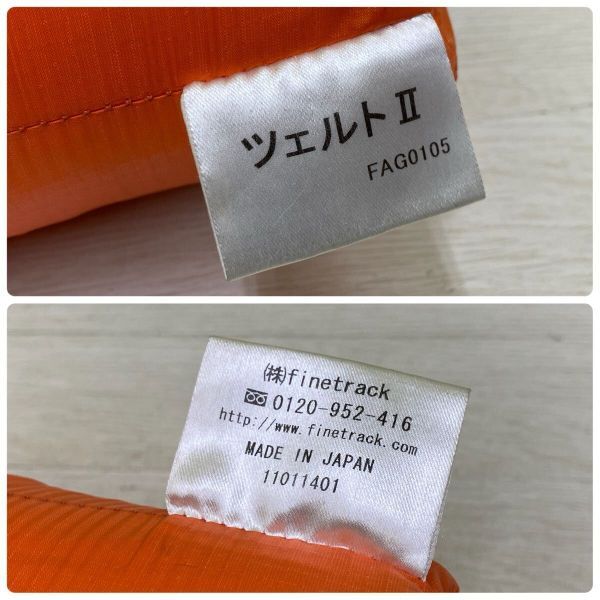 ツェルトⅡ
FAG0105
㈱finetrack
0120-952-416
http://www.finetrack.com
MADE IN JAPAN
11011401